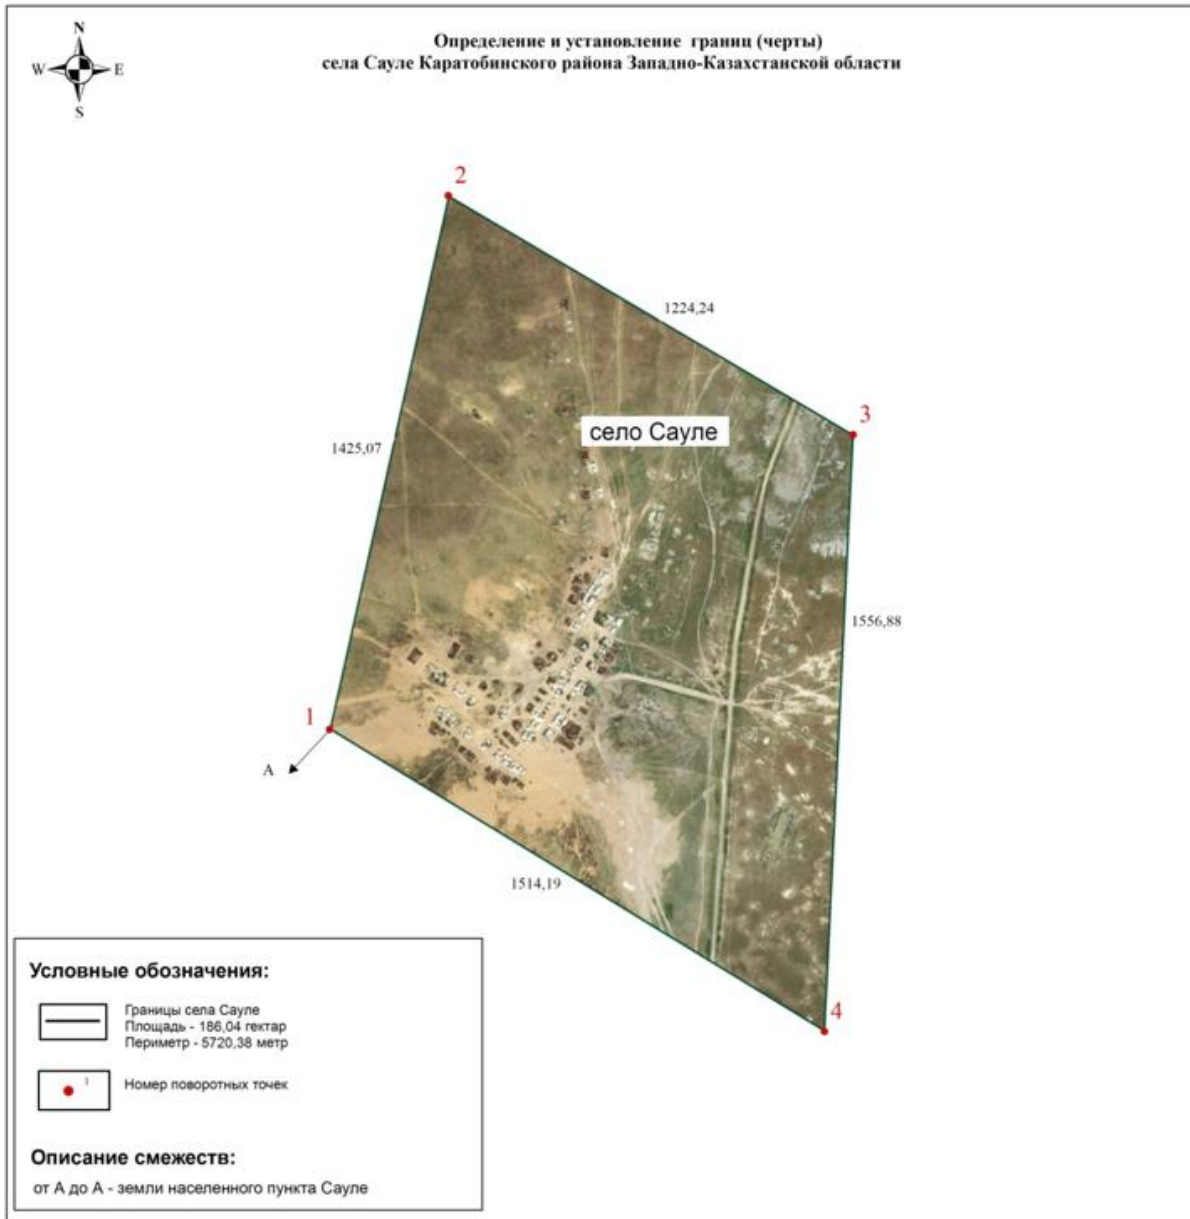 N
W E
S
Определение и установление границ (черты)
села Сауле Каратобинского района Западно-Казахстанской области
2
1224,24
3
село Сауле
1425,07
1556,88
1
А
1514,19
4
Условные обозначения:
Границы села Сауле
Площадь - 186,04 гектар
Периметр - 5720,38 метр
1 Номер поворотных точек
Описание смежеств:
от А до А - земли населенного пункта Сауле